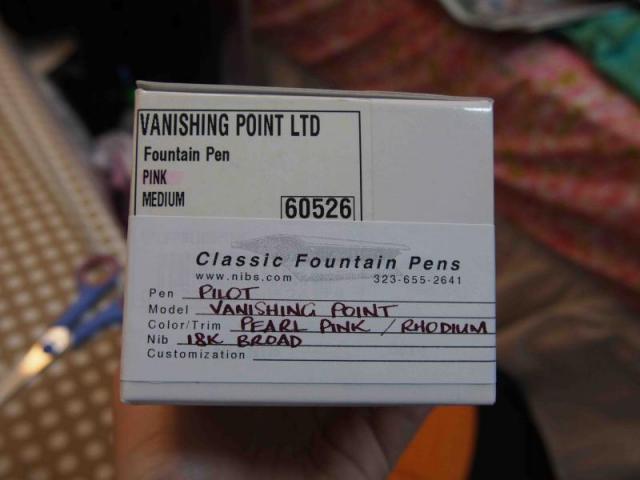 VANISHING POINT LTD
Fountain Pen
PINK
MEDIUM
60526
Classic Fountain Pens
www.nibs.com 323-655-2641
Pen PILOT
Model VANISHING POINT
Color/Trim PEARL PINK / RHODIUM
Nib 18K BROAD
Customization